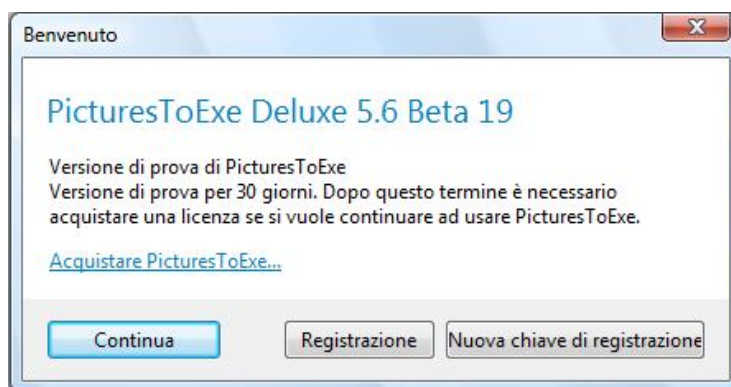 Benvenuto
PicturesToExe Deluxe 5.6 Beta 19
Versione di prova di PicturesToExe
Versione di prova per 30 giorni. Dopo questo termine è necessario
acquistare una licenza se si vuole continuare ad usare PicturesToExe.
Acquistare PicturesToExe...
Continua Registrazione Nuova chiave di registrazione